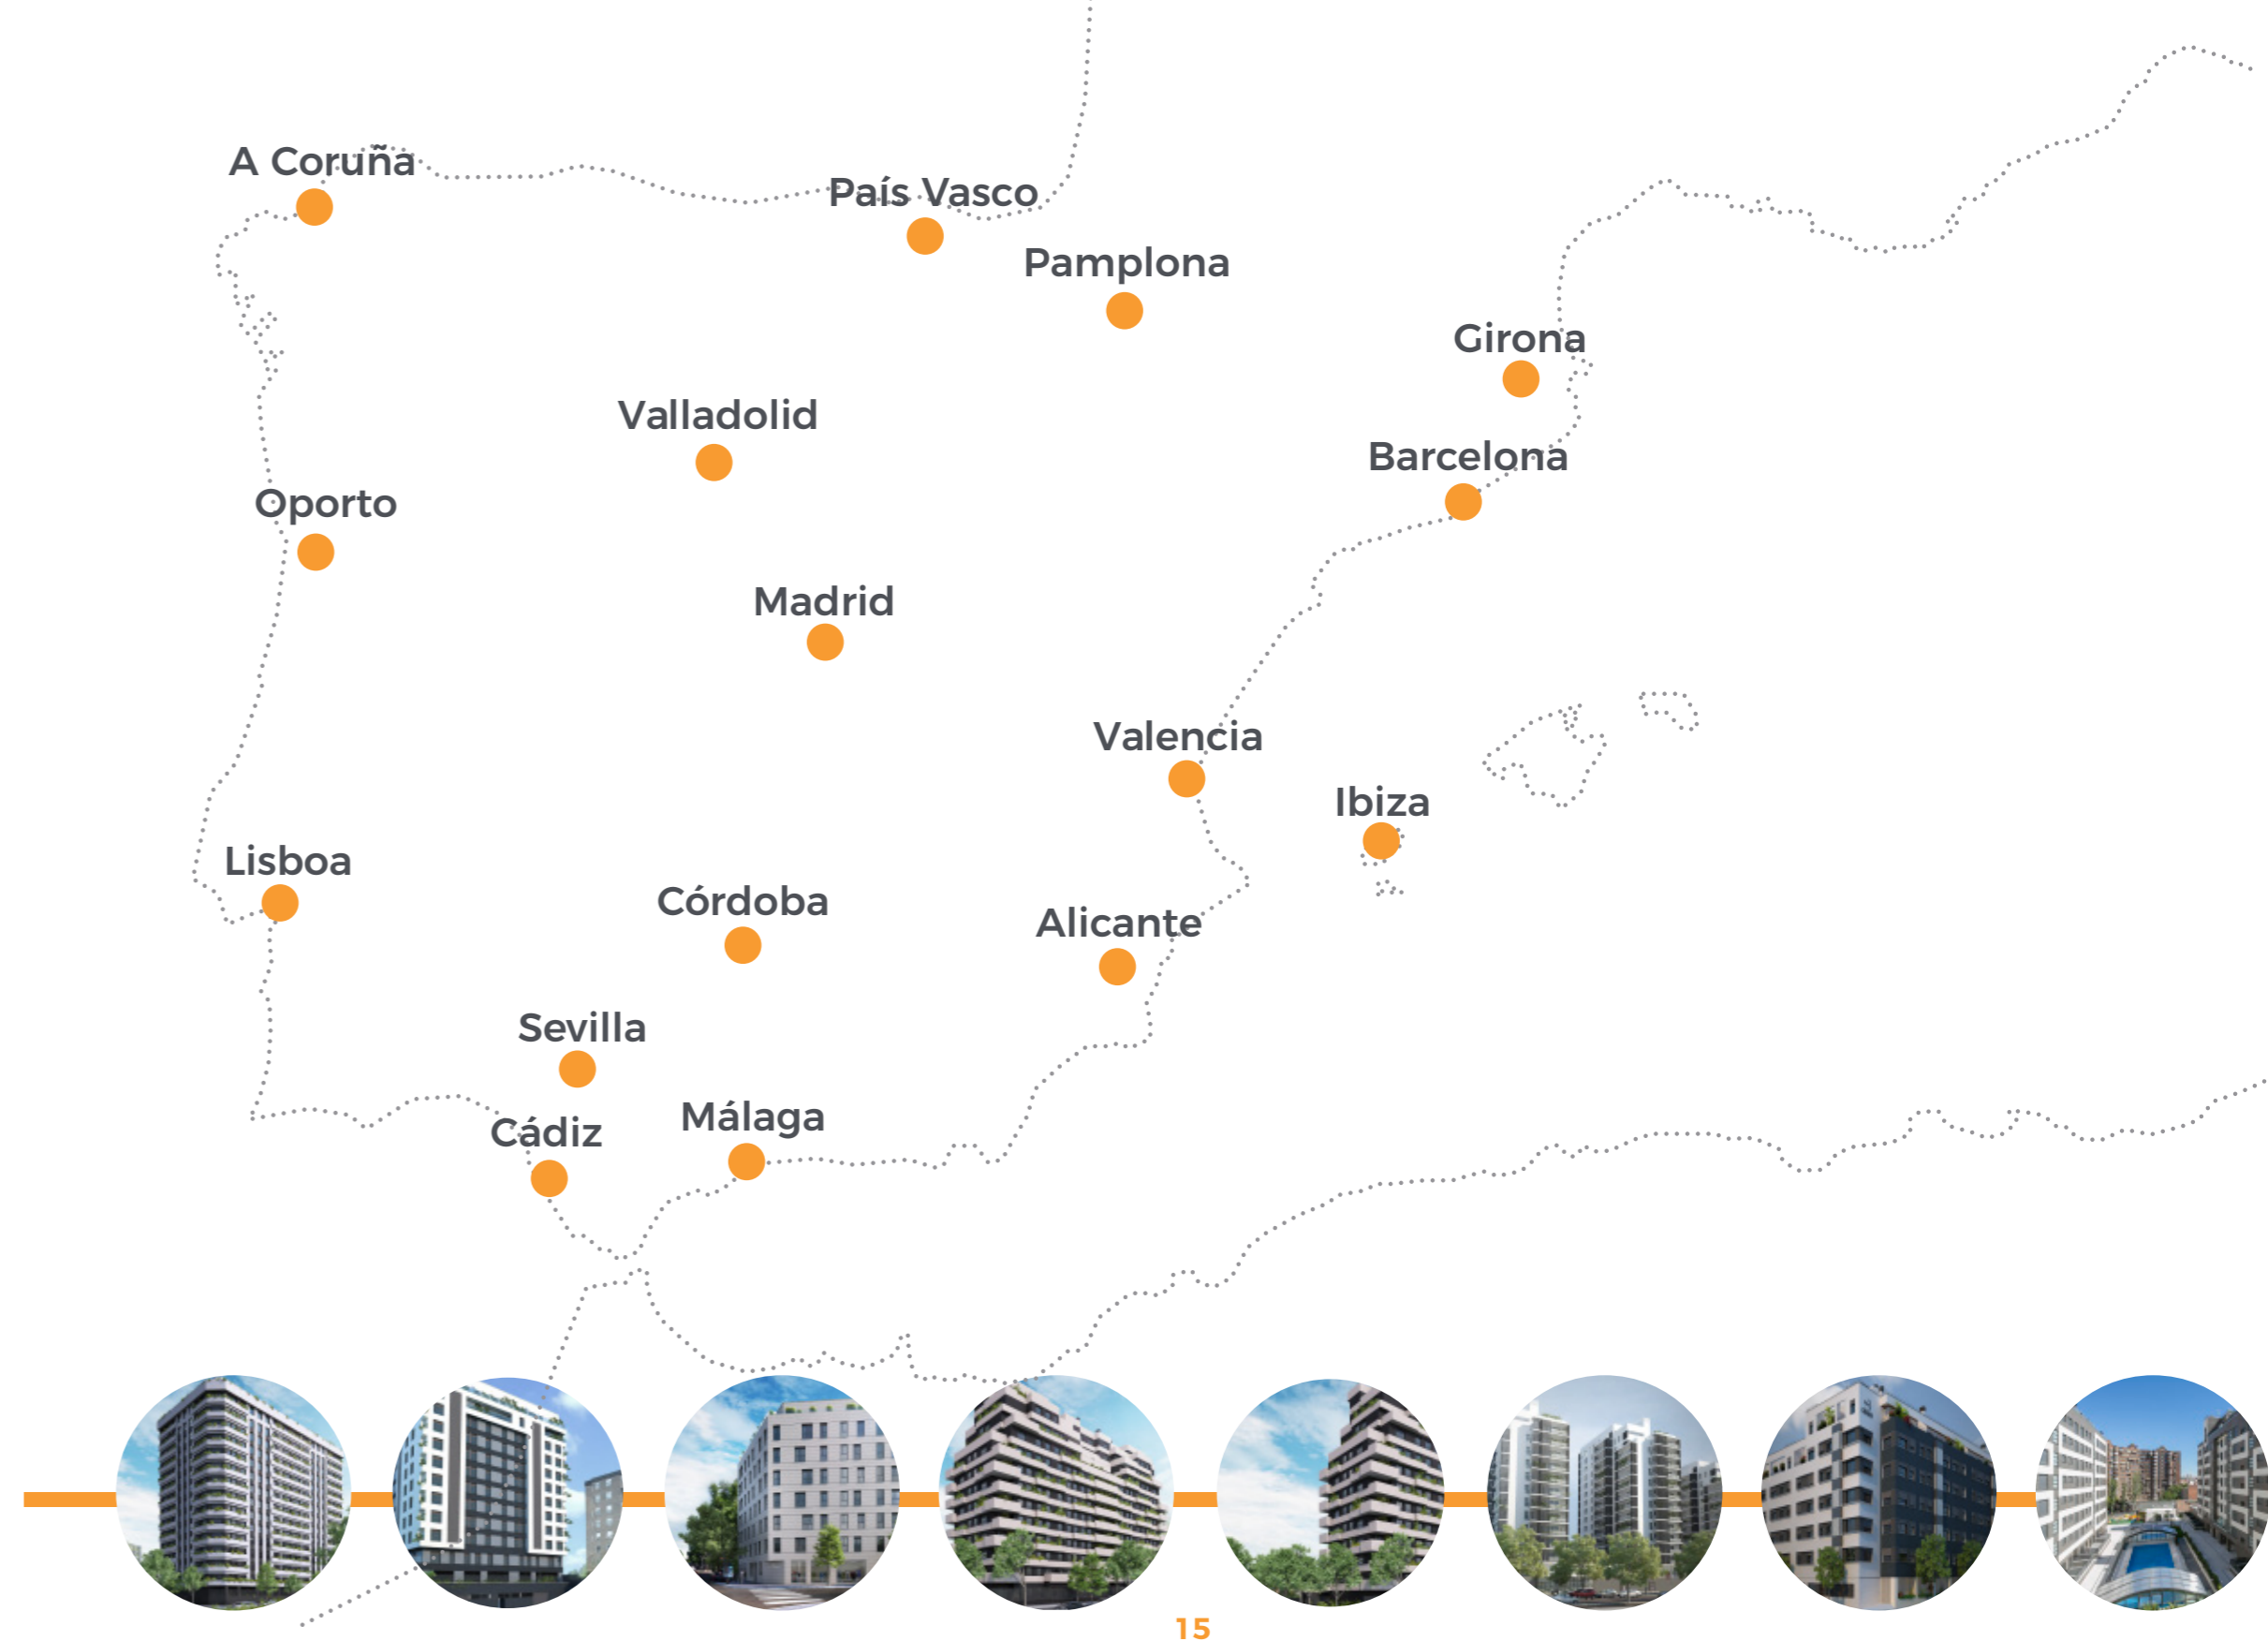 A Coruña
País Vasco
Pamplona
Girona
Valladolid
Barcelona
Oporto
Madrid
Valencia
Ibiza
Lisboa
Córdoba
Alicante
Sevilla
Málaga
Cádiz
15